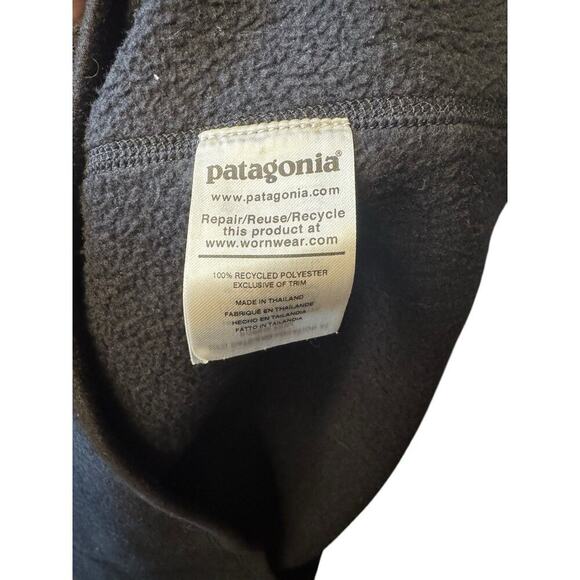 patagonia®
www.patagonia.com
Repair/Reuse/Recycle
this product at
www.wornwear.com
100% RECYCLED POLYESTER
EXCLUSIVE OF TRIM
MADE IN THAILAND
FABRIQUÉ EN THAÏLANDE
HECHO EN TAILANDIA
FATTO IN TAILANDIA